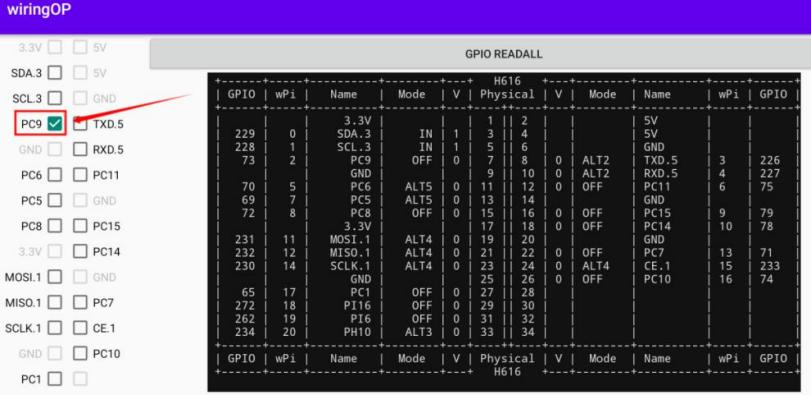 wiringOP
3.3V 5V
SDA.3 5V
SCL.3 GND
PC9 TXD.5
GND RXD.5
PC6 PC11
PC5 GND
PC8 PC15
3.3V PC14
MOSI.1 GND
MISO.1 PC7
SCLK.1 CE.1
GND PC10
PC1
GPIO READALL
+------+-----+----------+--------+---+ H616 +---+--------+----------+-----+------+
| GPIO | wPi | Name | Mode | V | Physical | V | Mode | Name | wPi | GPIO |
+------+-----+----------+--------+---+----++----+---+--------+----------+-----+------+
| | | 3.3V | | | 1 || 2 | | | 5V | | |
| 229 | 0 | SDA.3 | IN | 1 | 3 || 4 | | | 5V | | |
| 228 | 1 | SCL.3 | IN | 1 | 5 || 6 | | | GND | | |
| 73 | 2 | PC9 | OFF | 0 | 7 || 8 | 0 | ALT2 | TXD.5 | 3 | 226 |
| | | GND | | | 9 || 10 | 0 | ALT2 | RXD.5 | 4 | 227 |
| 70 | 5 | PC6 | ALT5 | 0 | 11 || 12 | 0 | OFF | PC11 | 6 | 75 |
| 69 | 7 | PC5 | ALT5 | 0 | 13 || 14 | | | GND | | |
| 72 | 8 | PC8 | OFF | 0 | 15 || 16 | 0 | OFF | PC15 | 9 | 79 |
| | | 3.3V | | | 17 || 18 | 0 | OFF | PC14 | 10 | 78 |
| 231 | 11 | MOSI.1 | ALT4 | 0 | 19 || 20 | | | GND | | |
| 232 | 12 | MISO.1 | ALT4 | 0 | 21 || 22 | 0 | OFF | PC7 | 13 | 71 |
| 230 | 14 | SCLK.1 | ALT4 | 0 | 23 || 24 | 0 | ALT4 | CE.1 | 15 | 233 |
| | | GND | | | 25 || 26 | 0 | OFF | PC10 | 16 | 74 |
| 65 | 17 | PC1 | OFF | 0 | 27 || 28 | | | | | |
| 272 | 18 | PI16 | OFF | 0 | 29 || 30 | | | | | |
| 262 | 19 | PI6 | OFF | 0 | 31 || 32 | | | | | |
| 234 | 20 | PH10 | ALT3 | 0 | 33 || 34 | | | | | |
+------+-----+----------+--------+---+----++----+---+--------+----------+-----+------+
| GPIO | wPi | Name | Mode | V | Physical | V | Mode | Name | wPi | GPIO |
+------+-----+----------+--------+---+ H616 +---+--------+----------+-----+------+